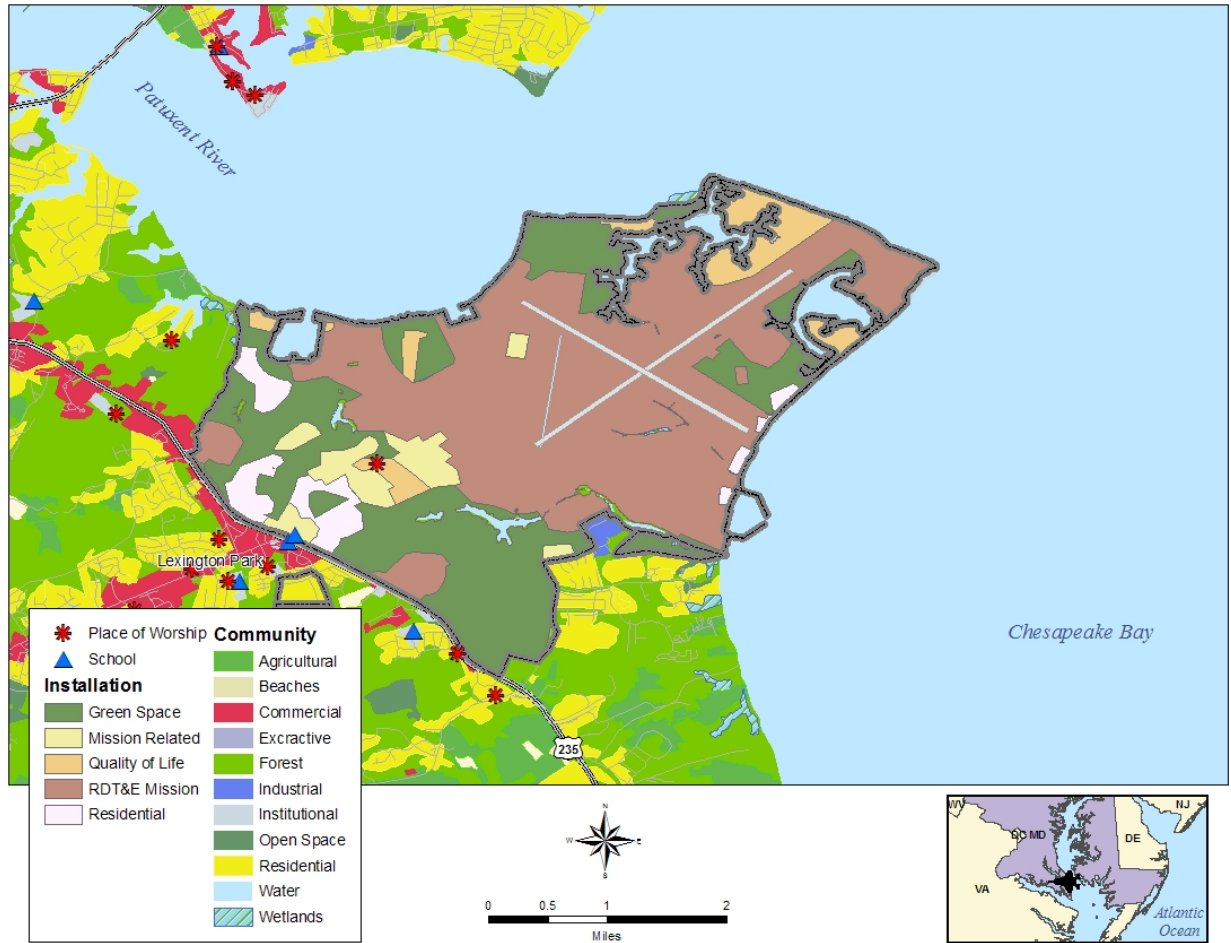 Patuxent River
Lexington Park
Chesapeake Bay
235
Place of Worship
School
Installation
Green Space
Mission Related
Quality of Life
RDT&E Mission
Residential
Community
Agricultural
Beaches
Commercial
Excractive
Forest
Industrial
Institutional
Open Space
Residential
Water
Wetlands
N
W
E
S
0 0.5 1 2
Miles
WV
NJ
DC MD
DE
VA
Atlantic
Ocean